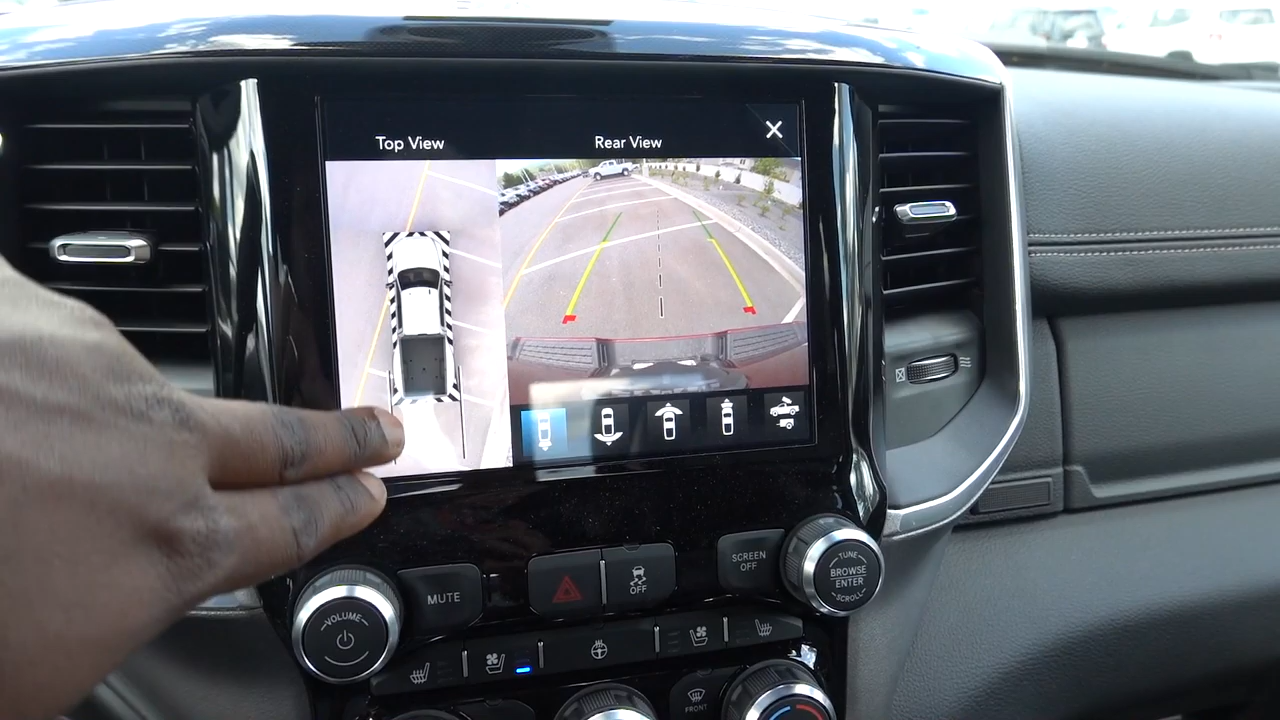 Top View
Rear View
MUTE
OFF
SCREEN
OFF
TUNE
BROWSE
ENTER
SCROLL
VOLUME
FRONT